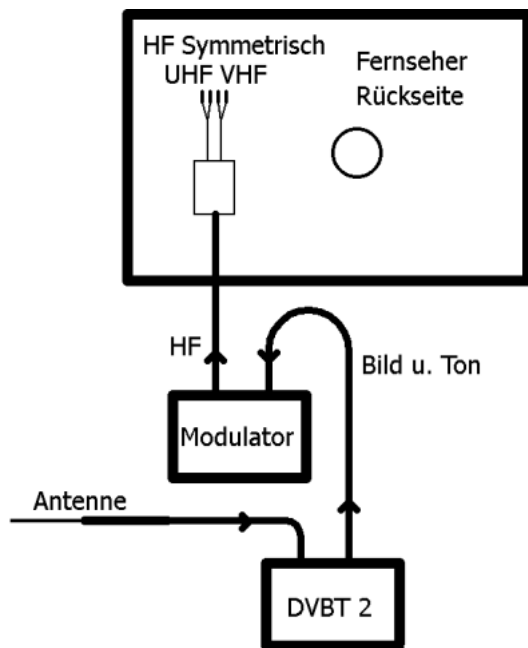 HF Symmetrisch
UHF VHF
Fernseher
Rückseite
HF
Bild u. Ton
Modulator
Antenne
DVBT 2